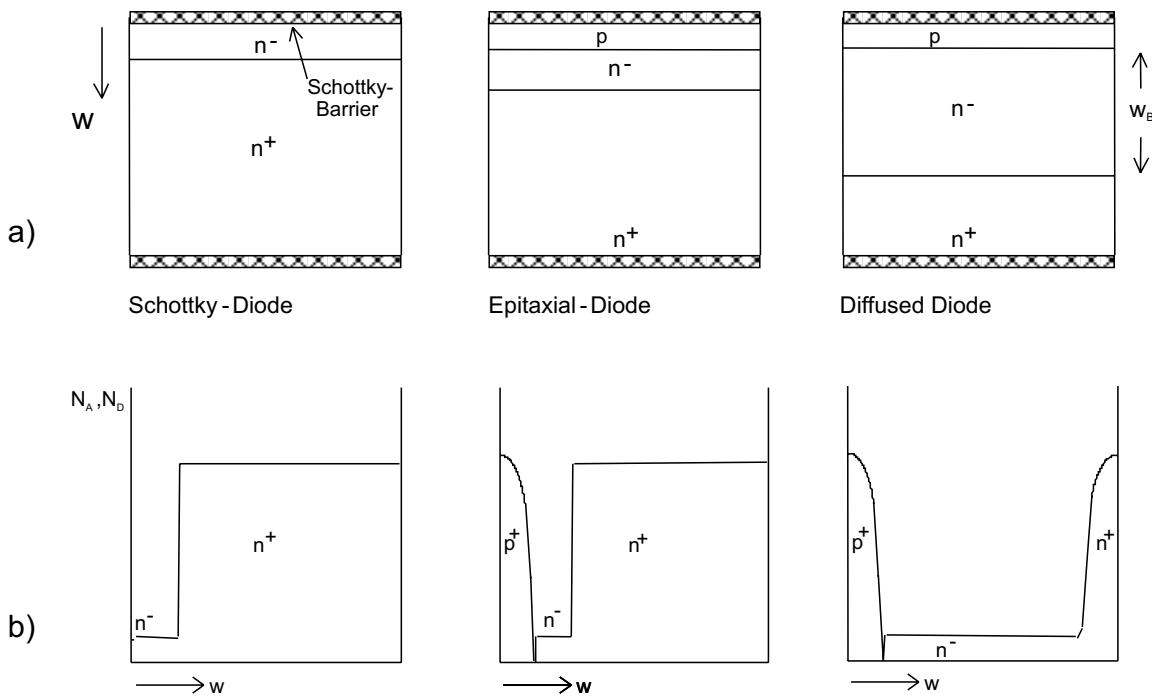 n-
Schottky-
Barrier
n+
w
a)
Schottky-Diode
p
n-
n+
Epitaxial-Diode
p
n-
n+
wB
Diffused Diode
b)
NA,ND
n-
n+
w
p+
n-
n+
w
p+
n-
n+
w